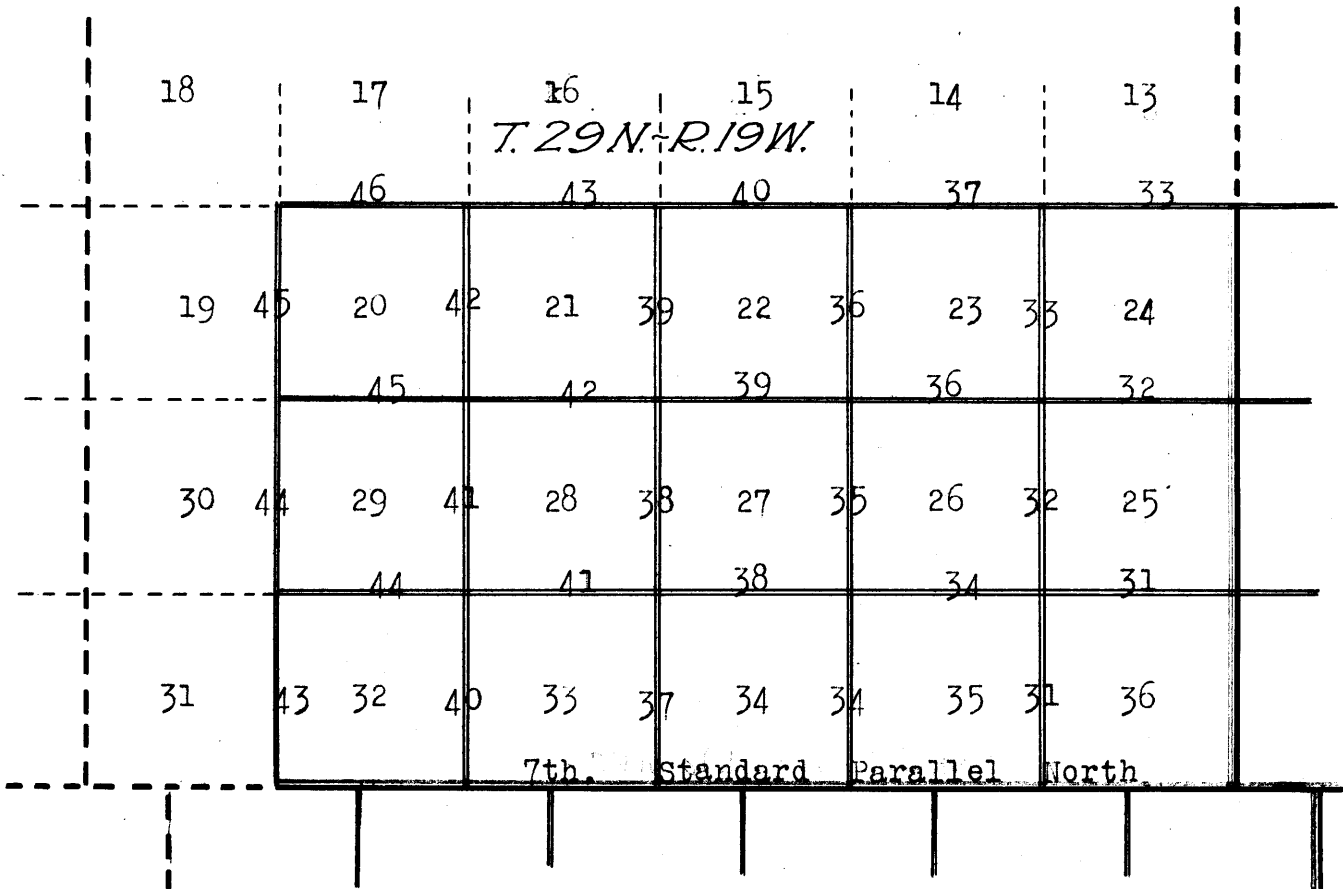 18 17 16 15 14 13
T. 29 N.-R. 19 W.
46 43 40 37 33
19 45 20 42 21 39 22 36 23 33 24
45 42 39 36 32
30 44 29 41 28 38 27 35 26 32 25
44 41 38 34 31
31 43 32 40 33 37 34 34 35 31 36
7th. Standard Parallel North